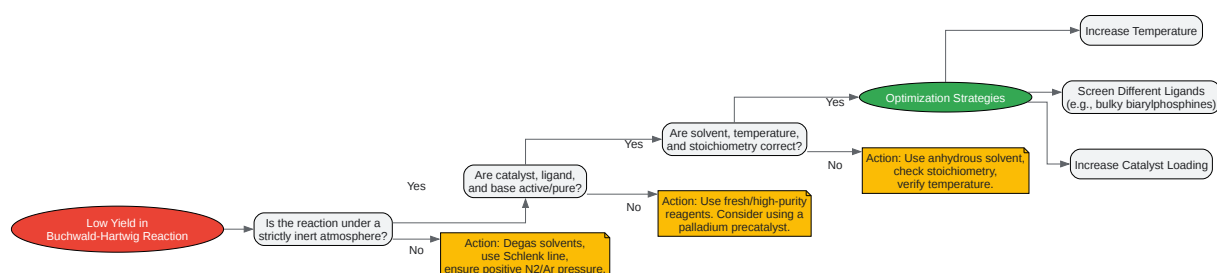 Low Yield in
Buchwald-Hartwig Reaction
Is the reaction under a
strictly inert atmosphere?
Yes
No
Action: Degas solvents,
use Schlenk line,
ensure positive N2/Ar pressure.
Are catalyst, ligand,
and base active/pure?
Yes
No
Action: Use fresh/high-purity
reagents. Consider using a
palladium precatalyst.
Are solvent, temperature,
and stoichiometry correct?
Yes
No
Action: Use anhydrous solvent,
check stoichiometry,
verify temperature.
Optimization Strategies
Increase Temperature
Screen Different Ligands
(e.g., bulky biarylphosphines)
Increase Catalyst Loading